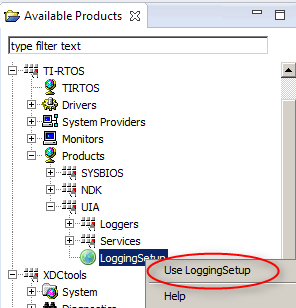 Available Products
type filter text
TI-RTOS
TIRTOS
Drivers
System Providers
Monitors
Products
SYSBIOS
NDK
UIA
Loggers
Services
LoggingSetup
Use LoggingSetup
XDCtools
System
Help
Diagnostics